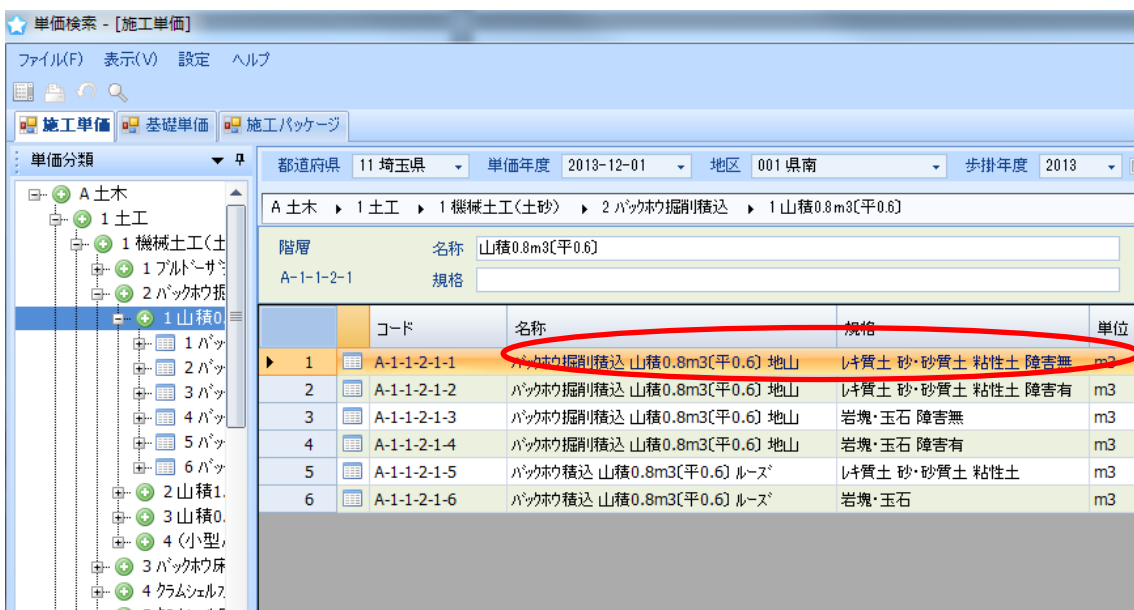 単価検索 - [施工単価]
ファイル(F) 表示(V) 設定 ヘルプ
施工単価 基礎単価 施工パッケージ
単価分類
都道府県 11 埼玉県 単価年度 2013-12-01 地区 001 県南 歩掛年度 2013
A 土木
1 土工
1 機械土工(土
1 ブルドーザ
2 バックホウ掘
1 山積0.
1 バッ
2 バッ
3 バッ
4 バッ
5 バッ
6 バッ
2 山積1.
3 山積0.
4 (小型
3 バックホウ床
4 クラムシェル
A 土木 1 土工 1 機械土工(土砂) 2 バックホウ掘削積込 1 山積0.8m3〔平0.6〕
階層 名称 山積0.8m3〔平0.6〕
A-1-1-2-1 規格
コード 名称 規格 単位
1 A-1-1-2-1-1 バックホウ掘削積込 山積0.8m3〔平0.6〕 地山 レキ質土 砂・砂質土 粘性土 障害無 m3
2 A-1-1-2-1-2 バックホウ掘削積込 山積0.8m3〔平0.6〕 地山 レキ質土 砂・砂質土 粘性土 障害有 m3
3 A-1-1-2-1-3 バックホウ掘削積込 山積0.8m3〔平0.6〕 地山 岩塊・玉石 障害無 m3
4 A-1-1-2-1-4 バックホウ掘削積込 山積0.8m3〔平0.6〕 地山 岩塊・玉石 障害有 m3
5 A-1-1-2-1-5 バックホウ積込 山積0.8m3〔平0.6〕 ルーズ レキ質土 砂・砂質土 粘性土 m3
6 A-1-1-2-1-6 バックホウ積込 山積0.8m3〔平0.6〕 ルーズ 岩塊・玉石 m3